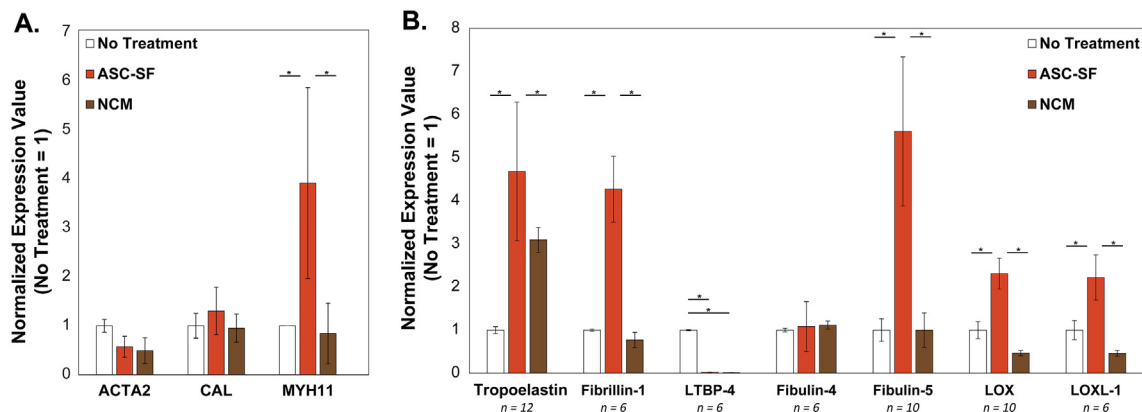 A.
Normalized Expression Value
(No Treatment = 1)
7
6
5
4
3
2
1
0
No Treatment
ASC-SF
NCM
* *
ACTA2 CAL MYH11
B.
Normalized Expression Value
(No Treatment = 1)
8
7
6
5
4
3
2
1
0
No Treatment
ASC-SF
NCM
* *
* * * *
* * * *
*
*
Tropoelastin Fibrillin-1 LTBP-4 Fibulin-4 Fibulin-5 LOX LOXL-1
n = 12 n = 6 n = 6 n = 6 n = 10 n = 10 n = 6